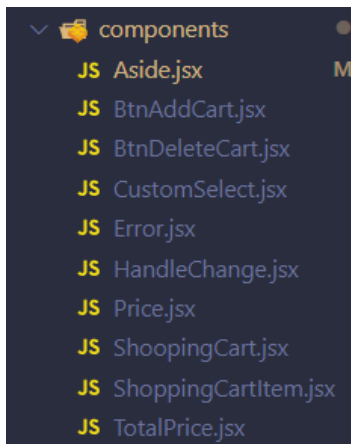 components
JS Aside.jsx M
JS BtnAddCart.jsx
JS BtnDeleteCart.jsx
JS CustomSelect.jsx
JS Error.jsx
JS HandleChange.jsx
JS Price.jsx
JS ShoopingCart.jsx
JS ShoppingCartItem.jsx
JS TotalPrice.jsx